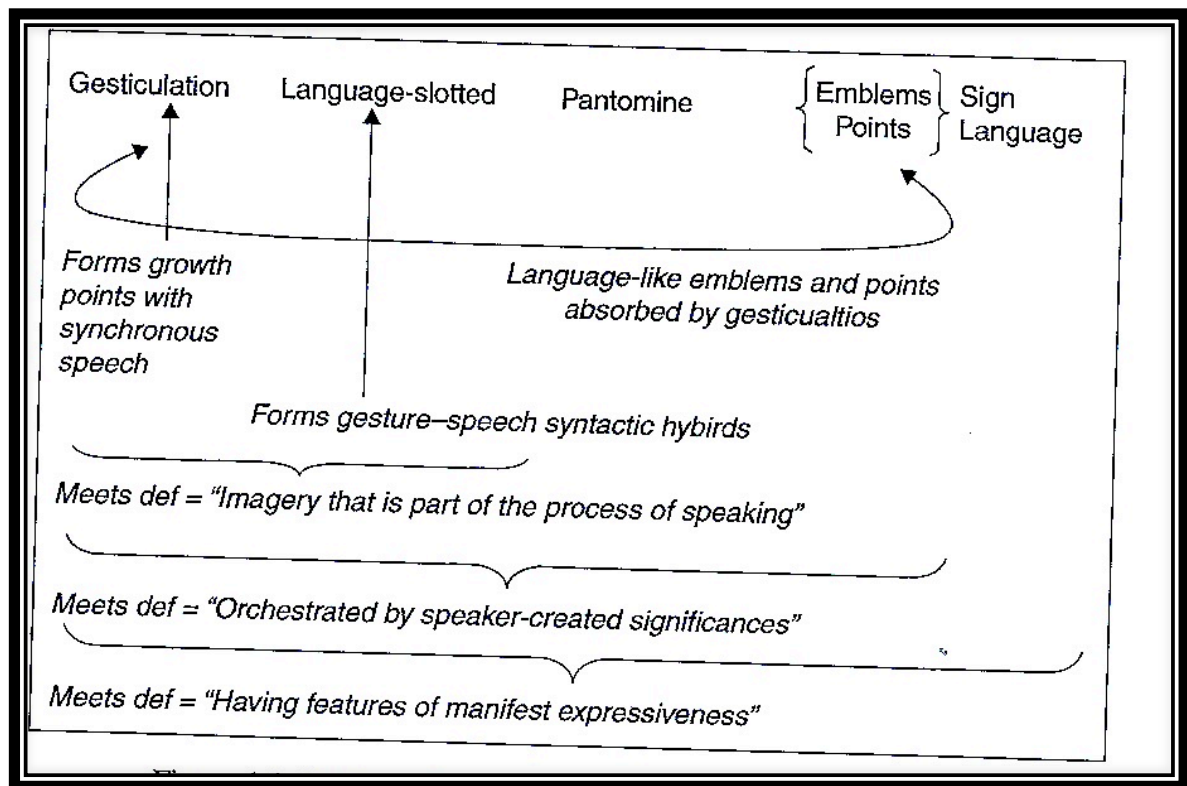 Gesticulation
Language-slotted
Pantomine
Emblems
Points
Sign
Language
Forms growth
points with
synchronous
speech
Language-like emblems and points
absorbed by gesticualtios
Forms gesture–speech syntactic hybirds
Meets def = “Imagery that is part of the process of speaking”
Meets def = “Orchestrated by speaker-created significances”
Meets def = “Having features of manifest expressiveness”